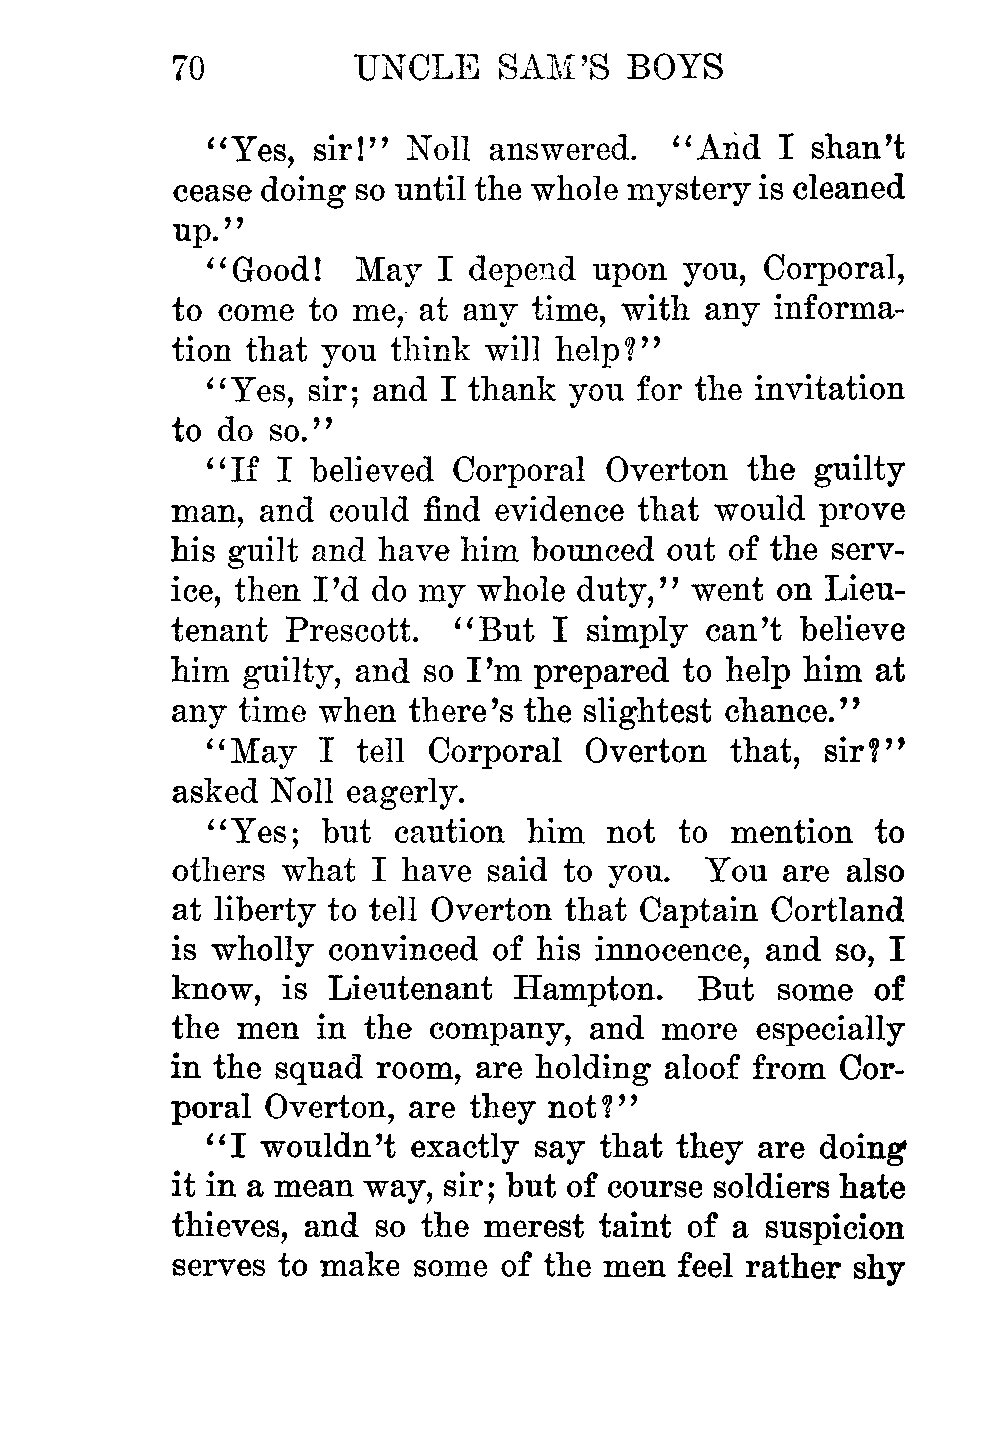 70 UNCLE SAM'S BOYS
"Yes, sir!" Noll answered. "And I shan't
cease doing so until the whole mystery is cleaned
up."
"Good! May I depend upon you, Corporal,
to come to me, at any time, with any informa-
tion that you think will help?"
"Yes, sir; and I thank you for the invitation
to do so."
"If I believed Corporal Overton the guilty
man, and could find evidence that would prove
his guilt and have him bounced out of the serv-
ice, then I'd do my whole duty," went on Lieu-
tenant Prescott. "But I simply can't believe
him guilty, and so I'm prepared to help him at
any time when there's the slightest chance."
"May I tell Corporal Overton that, sir?"
asked Noll eagerly.
"Yes; but caution him not to mention to
others what I have said to you. You are also
at liberty to tell Overton that Captain Cortland
is wholly convinced of his innocence, and so, I
know, is Lieutenant Hampton. But some of
the men in the company, and more especially
in the squad room, are holding aloof from Cor-
poral Overton, are they not?"
"I wouldn't exactly say that they are doing
it in a mean way, sir; but of course soldiers hate
thieves, and so the merest taint of a suspicion
serves to make some of the men feel rather shy